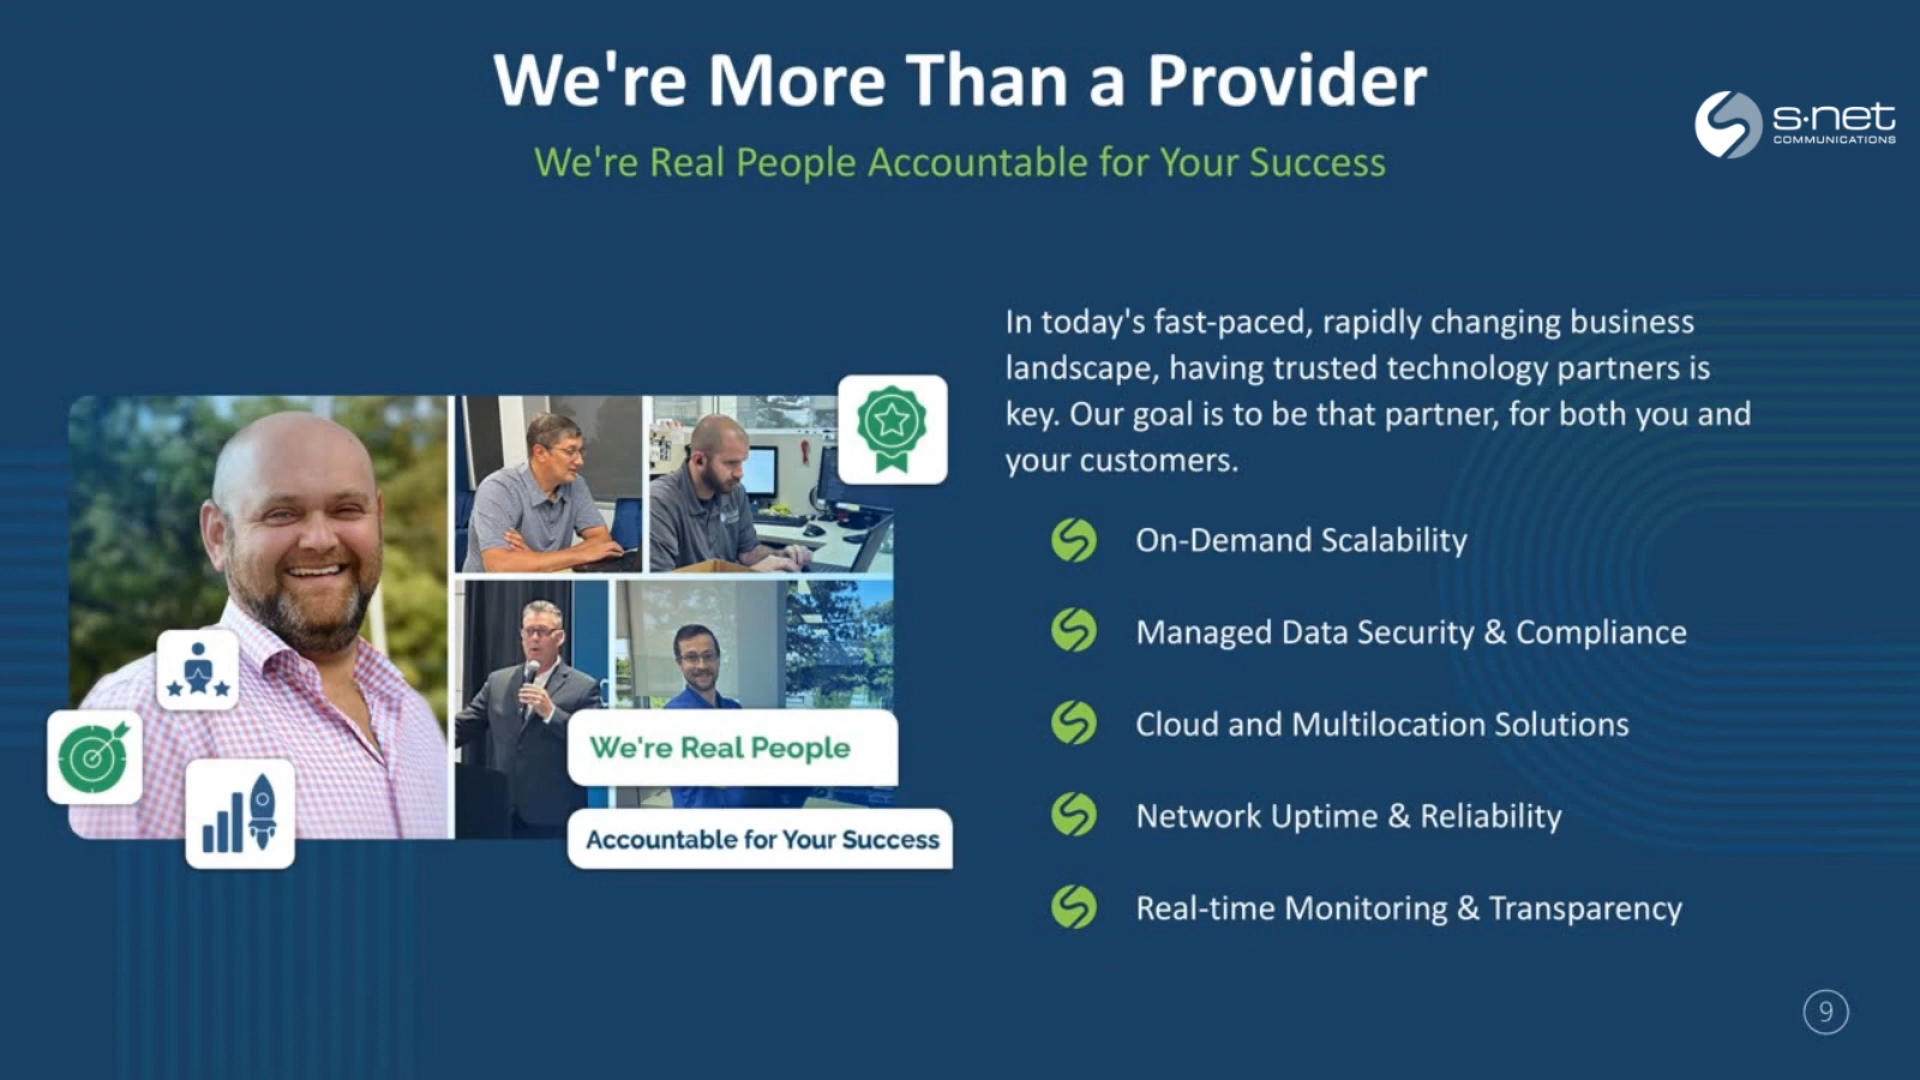 We're More Than a Provider
We're Real People Accountable for Your Success
s·net
COMMUNICATIONS
In today's fast-paced, rapidly changing business
landscape, having trusted technology partners is
key. Our goal is to be that partner, for both you and
your customers.
On-Demand Scalability
Managed Data Security & Compliance
Cloud and Multilocation Solutions
Network Uptime & Reliability
Real-time Monitoring & Transparency
We're Real People
Accountable for Your Success
9